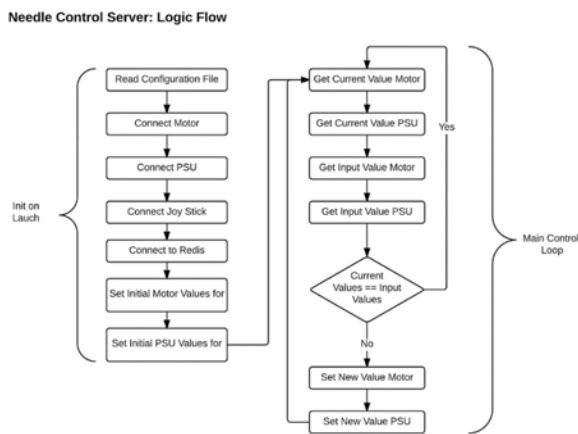 Needle Control Server: Logic Flow
Init on
Lauch
Read Configuration File
Connect Motor
Connect PSU
Connect Joy Stick
Connect to Redis
Set Initial Motor Values for
Set Initial PSU Values for
Get Current Value Motor
Get Current Value PSU
Get Input Value Motor
Get Input Value PSU
Current
Values == Input
Values
Yes
No
Set New Value Motor
Set New Value PSU
Main Control
Loop